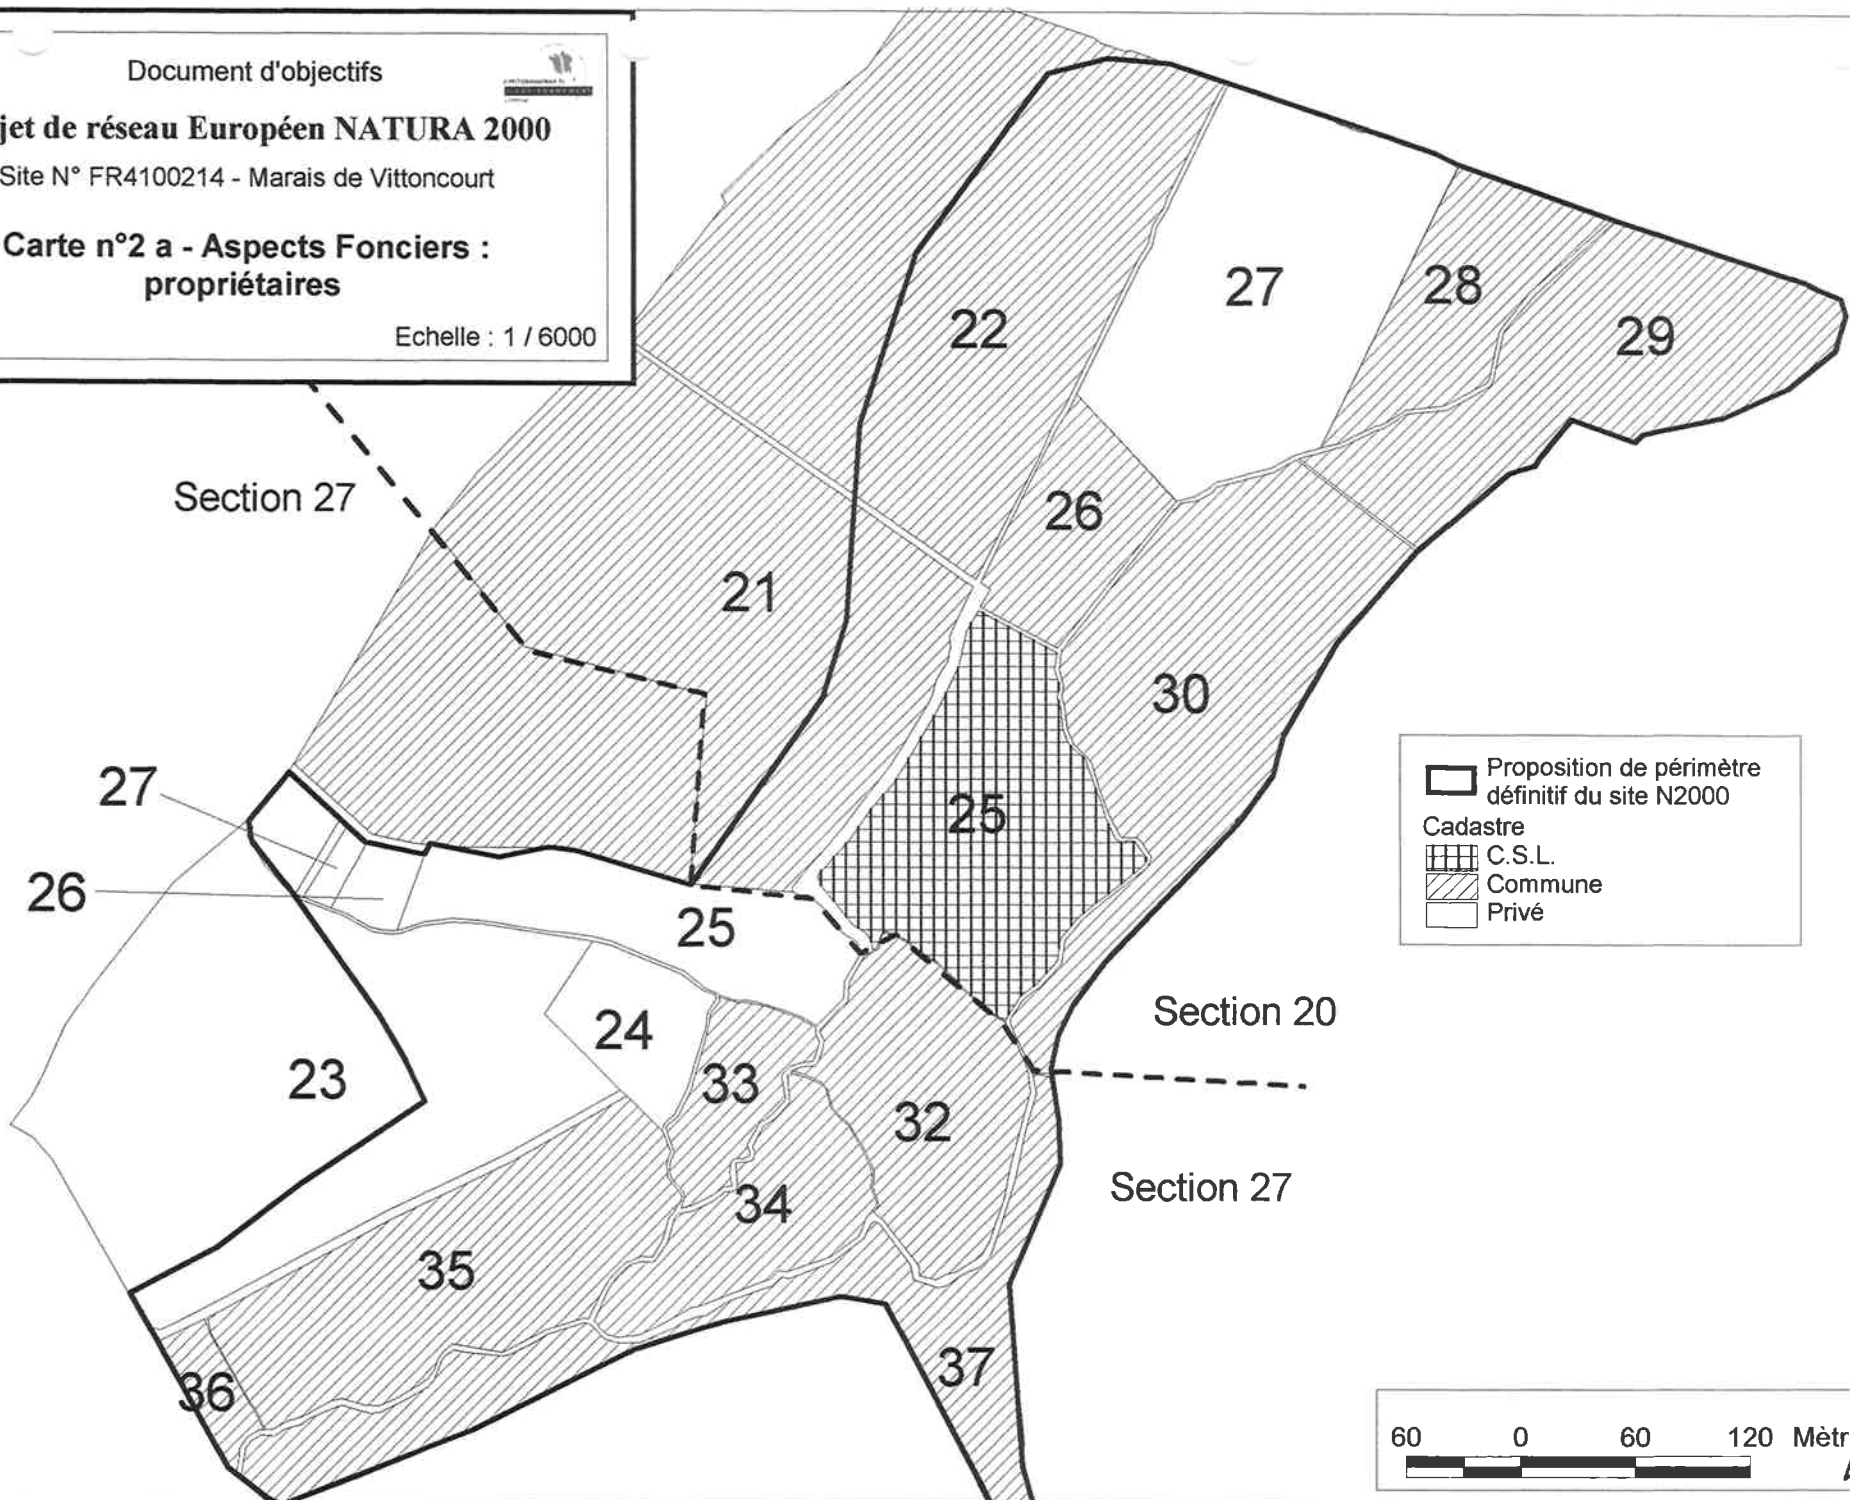 Document d'objectifs
jet de réseau Européen NATURA 2000
Site N° FR4100214 - Marais de Vittoncourt
Carte n°2 a - Aspects Fonciers :
propriétaires
Echelle : 1 / 6000
22
27
28
29
Section 27
26
21
30
27
25
26
25
Proposition de périmètre
définitif du site N2000
Cadastre
C.S.L.
Commune
Privé
24
23
33
32
Section 20
34
Section 27
35
37
36
60 0 60 120 Mètr